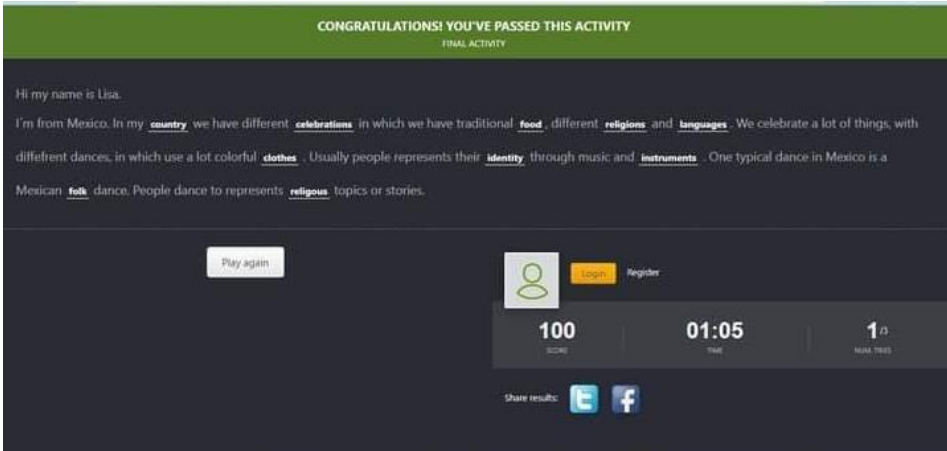 CONGRATULATIONS! YOU'VE PASSED THIS ACTIVITY
FINAL ACTIVITY
Hi my name is Lisa.
I'm from Mexico. In my country we have different celebrations in which we have traditional food, different religions and languages. We celebrate a lot of things, with
diffefrent dances, in which use a lot colorful clothes. Usually people represents their identity through music and instruments. One typical dance in Mexico is a
Mexican folk dance. People dance to represents religous topics or stories.
Play again
Login Register
100 01:05 1/3
SCORE TIME NUM. TRIES
Share results: